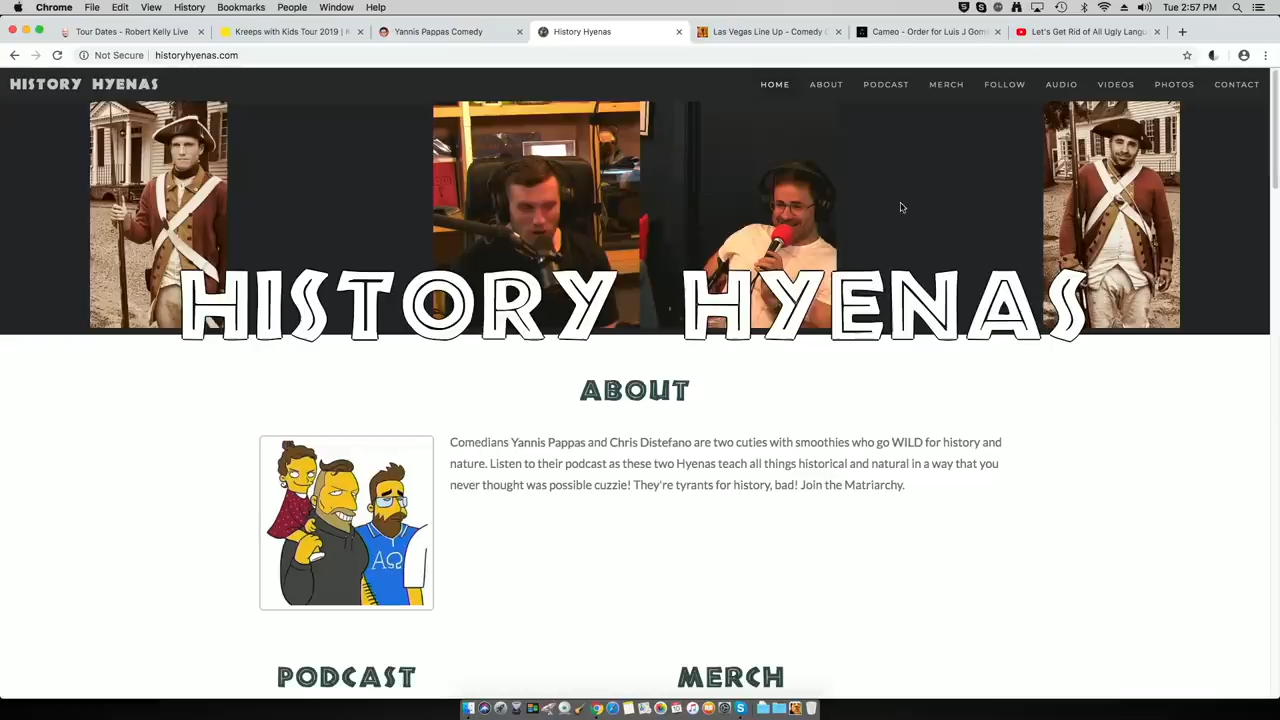 Chrome File Edit View History Bookmarks People Window Help Tue 2:57 PM
Tour Dates - Robert Kelly Live Kreeps with Kids Tour 2019 Yannis Pappas Comedy History Hyenas Las Vegas Line Up - Comedy Cameo - Order for Luis J Gom Let's Get Rid of All Ugly Langu
Not Secure historyhyenas.com
HISTORY HYENAS HOME ABOUT PODCAST MERCH FOLLOW AUDIO VIDEOS PHOTOS CONTACT
HISTORY HYENAS
ABOUT
Comedians Yannis Pappas and Chris Distefano are two cuties with smoothies who go WILD for history and
nature. Listen to their podcast as these two Hyenas teach all things historical and natural in a way that you
never thought was possible cuzzie! They're tyrants for history, bad! Join the Matriarchy.
ΑΩ
PODCAST MERCH